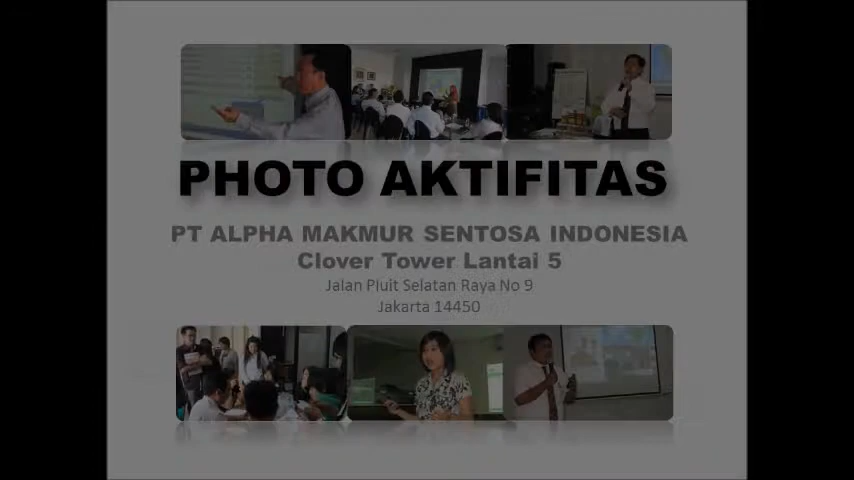 PHOTO AKTIFITAS
PT ALPHA MAKMUR SENTOSA INDONESIA
Clover Tower Lantai 5
Jalan Pluit Selatan Raya No 9
Jakarta 14450